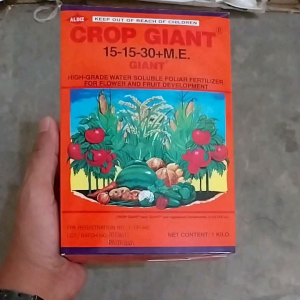 ALDIZ
KEEP OUT OF REACH OF CHILDREN
CROP GIANT
15-15-30+M.E.
GIANT
HIGH-GRADE WATER SOLUBLE FOLIAR FERTILIZER
FOR FLOWER AND FRUIT DEVELOPMENT
NET CONTENT: 1 KILO